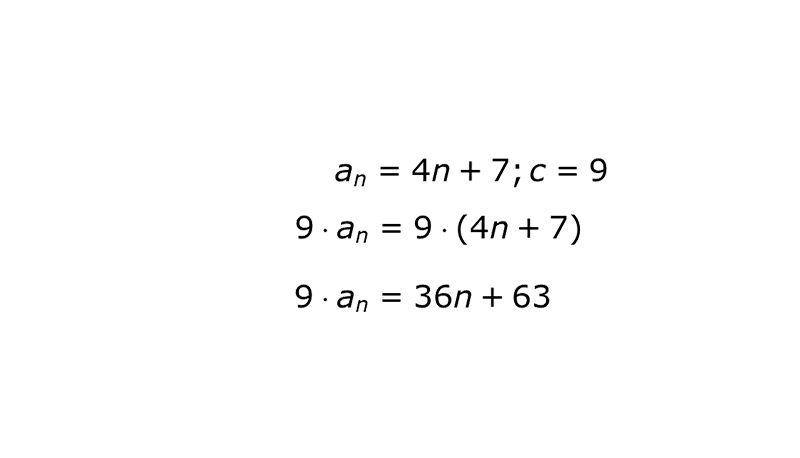 aₙ = 4n + 7; c = 9
9 · aₙ = 9 · (4n + 7)
9 · aₙ = 36n + 63